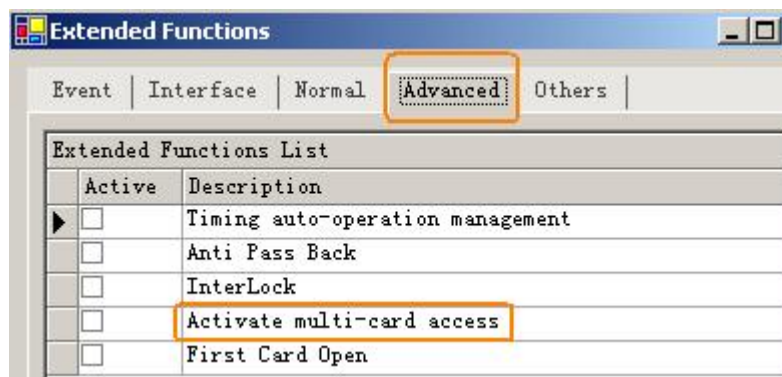 Extended Functions
Event | Interface | Normal Advanced Others |
Extended Functions List
Active Description
Timing auto-operation management
Anti Pass Back
InterLock
Activate multi-card access
First Card Open